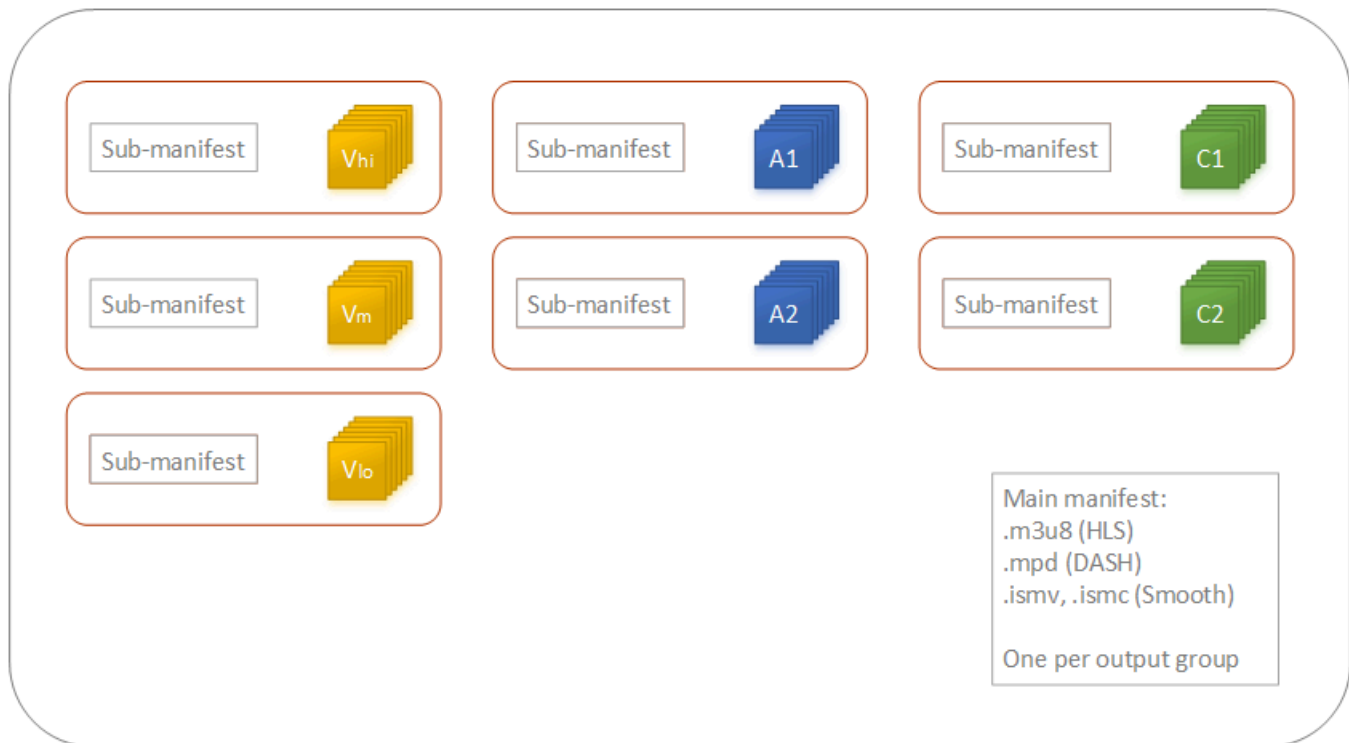 Sub-manifest
Vhi
Sub-manifest
A1
Sub-manifest
C1
Sub-manifest
Vm
Sub-manifest
A2
Sub-manifest
C2
Sub-manifest
Vlo
Main manifest:
.m3u8 (HLS)
.mpd (DASH)
.ismv, .ismc (Smooth)
One per output group